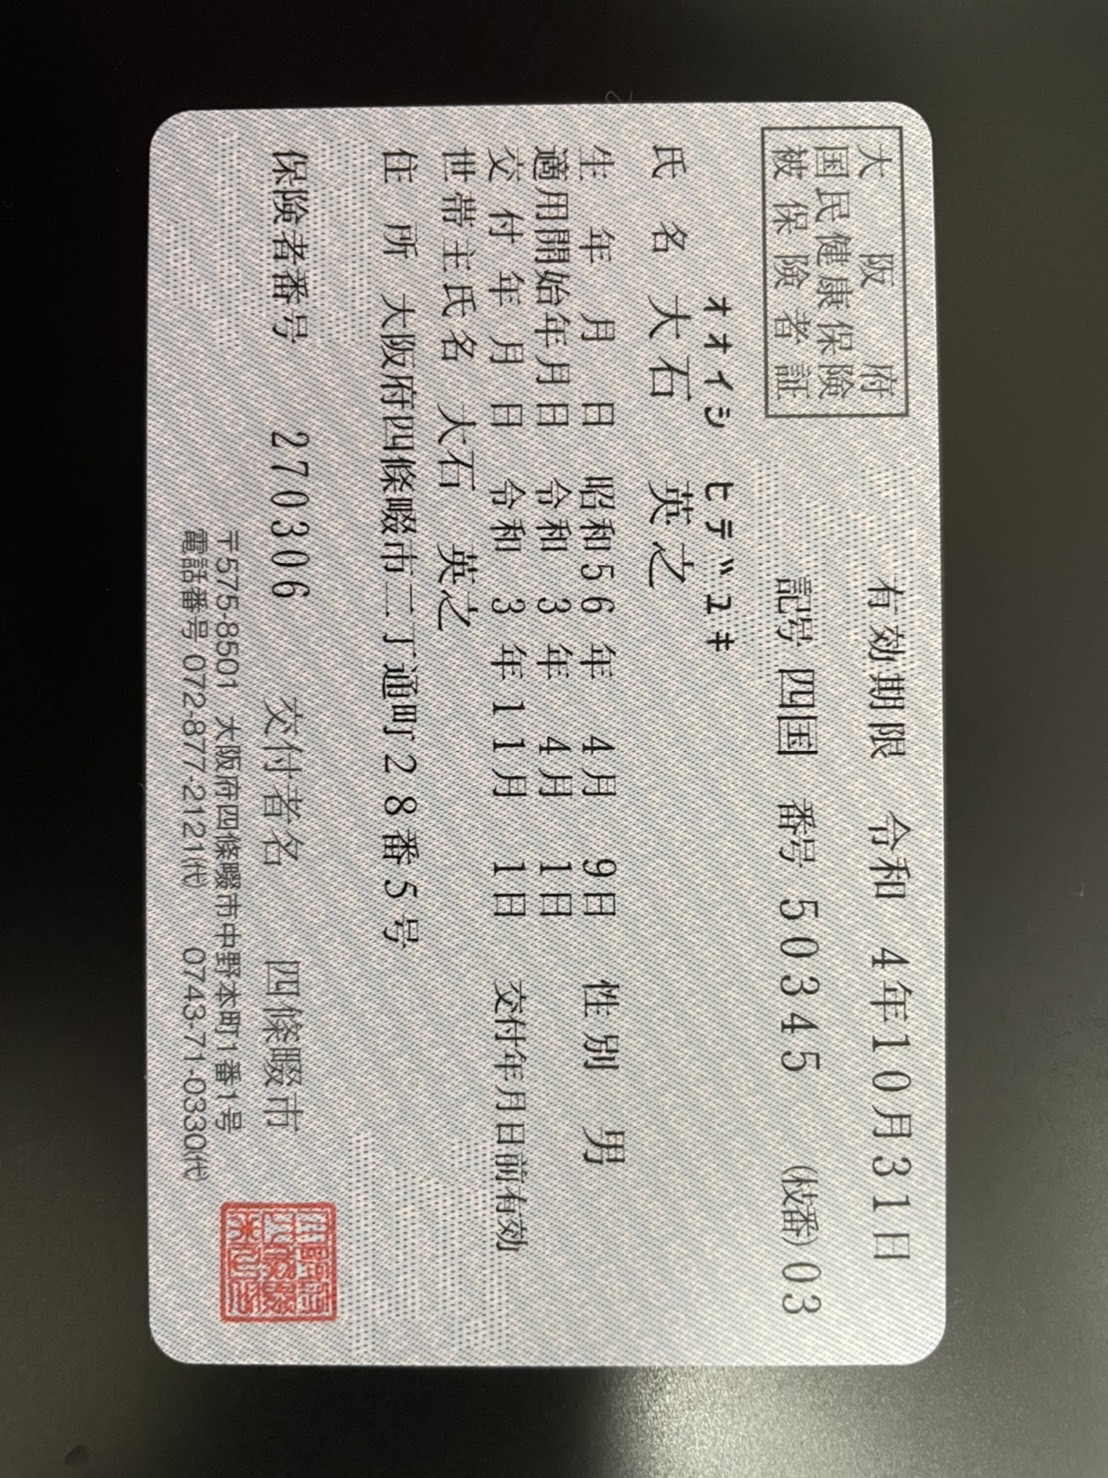 大阪府
国民健康保険
被保険者証
有効期限 令和 4年10月31日
記号 四国 番号 50345 (枝番)03
オオイシ ヒデユキ
氏名 大石 英之
生年月日 昭和56年 4月 9日 性別 男
適用開始年月日 令和 3年 4月 1日
交付年月日 令和 3年11月 1日 交付年月日前有効
世帯主氏名 大石 英之
住所 大阪府四條畷市二丁通町28番5号
保険者番号 270306 交付者名 四條畷市
〒575-8501 大阪府四條畷市中野本町1番1号
電話番号 072-877-2121(代) 0743-71-0330(代)